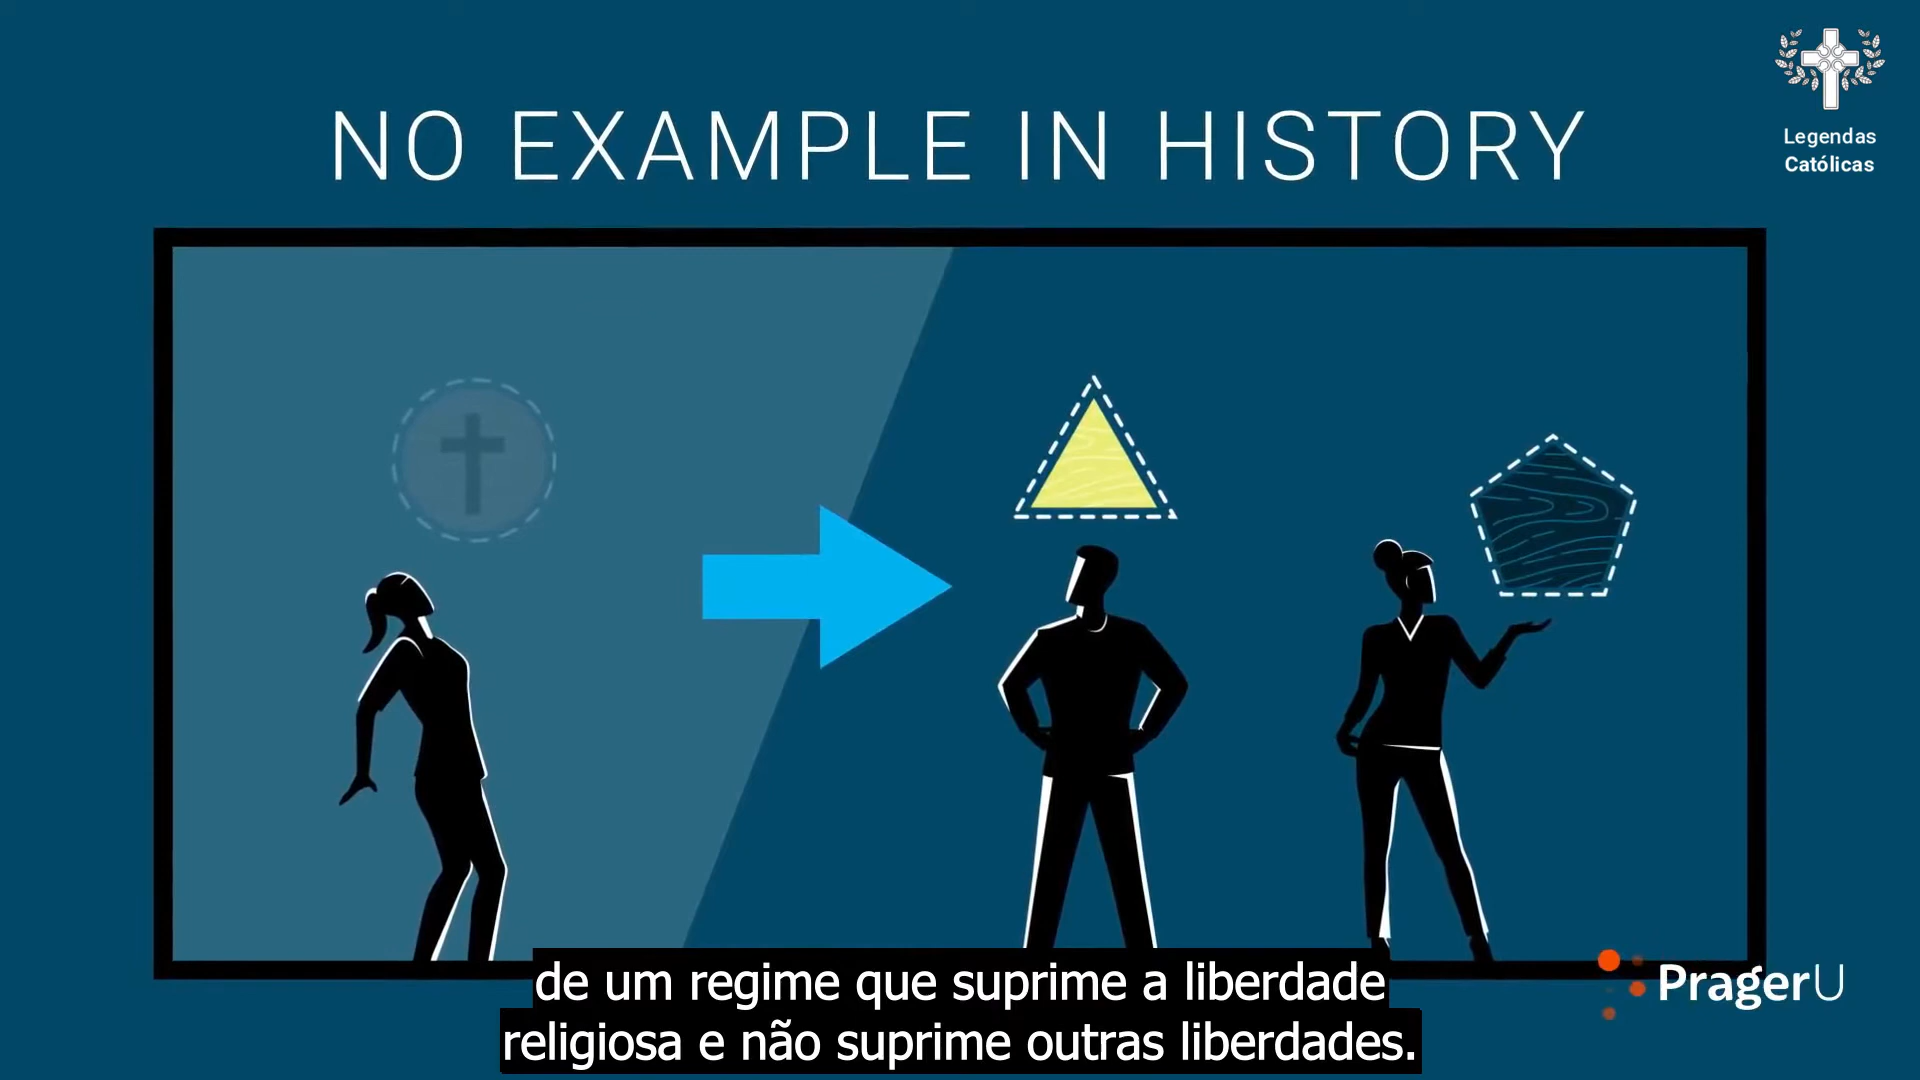 NO EXAMPLE IN HISTORY
Legendas
Católicas
de um regime que suprime a liberdade
religiosa e não suprime outras liberdades.
PragerU